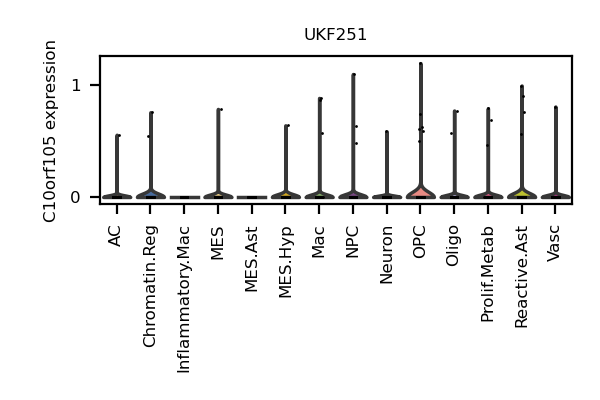 UKF251
C10orf105 expression
1
0
AC
Chromatin.Reg
Inflammatory.Mac
MES
MES.Ast
MES.Hyp
Mac
NPC
Neuron
OPC
Oligo
Prolif.Metab
Reactive.Ast
Vasc